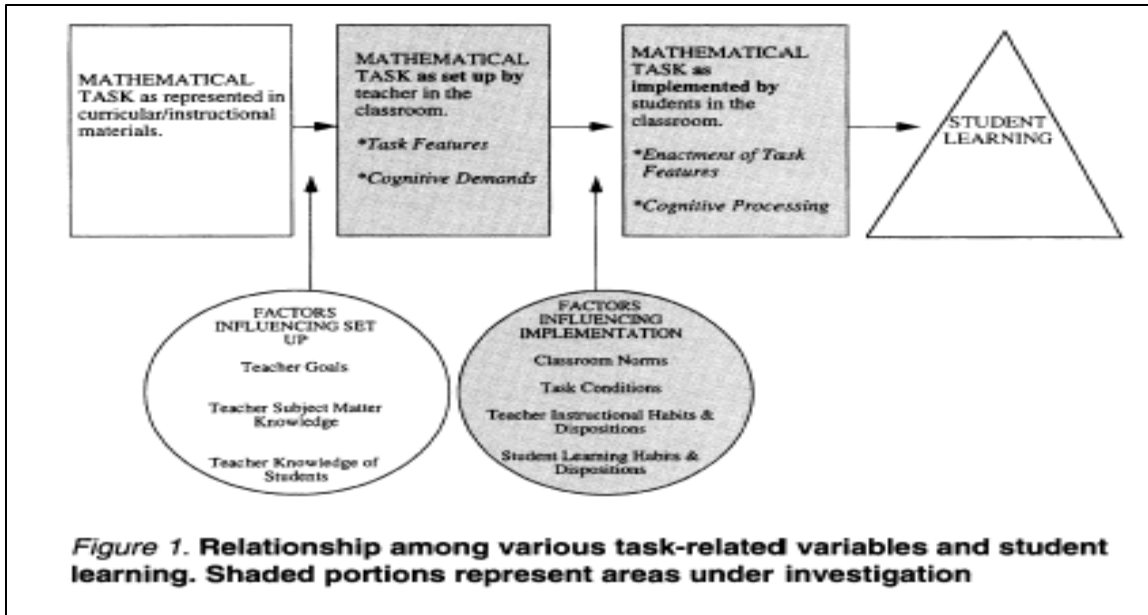 MATHEMATICAL
TASK as represented in
curricular/instructional
materials.
MATHEMATICAL
TASK as set up by
teacher in the
classroom.
*Task Features
*Cognitive Demands
MATHEMATICAL
TASK as
implemented by
students in the
classroom.
*Enactment of Task
Features
*Cognitive Processing
STUDENT
LEARNING
FACTORS
INFLUENCING SET
UP
Teacher Goals
Teacher Subject Matter
Knowledge
Teacher Knowledge of
Students
FACTORS
INFLUENCING
IMPLEMENTATION
Classroom Norms
Task Conditions
Teacher Instructional Habits &
Dispositions
Student Learning Habits &
Dispositions
Figure 1. Relationship among various task-related variables and student
learning. Shaded portions represent areas under investigation